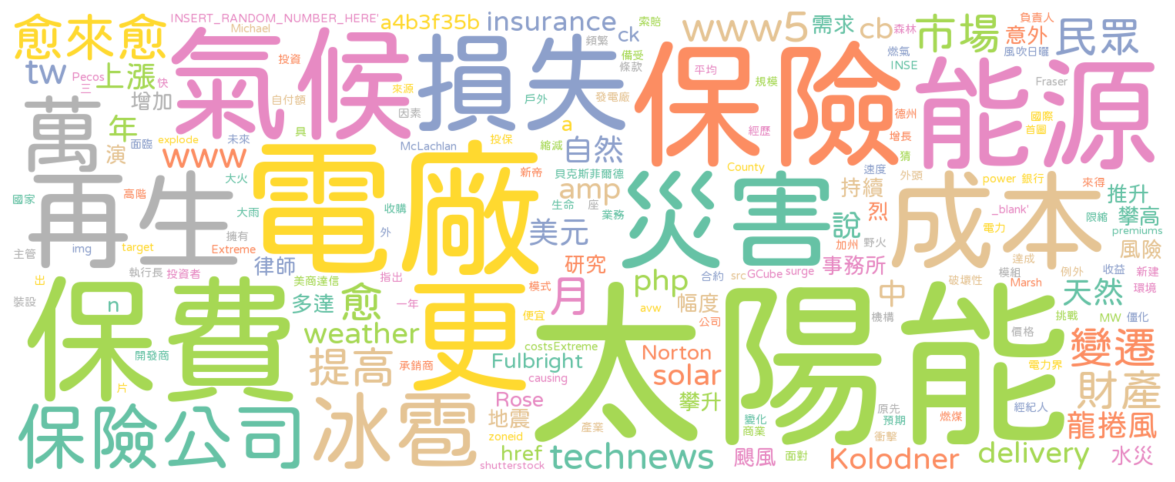 愈來愈 INSERT_RANDOM_NUMBER_HERE' a4b3f35b 索賠 insurance www5 需求 森林 負責人
Michael 頻繁 ck cb 市場 意外 民眾
tw 上漲 投資 氣候 損失 備受 條款 保險 燃氣 風吹日曬 INSE 能源
Pecos 快 三 增加 自付額 來源 平均 規模 Fraser
萬 年 因素 戶外 發電廠 德州 國際
演 面臨 explode 未來 具 McLachlan 投保 a 縮減 自然 經歷 增長 首圖
www 電廠 新帝 貝克斯菲爾德 猜 速度
再生 高階 大火 生命 座 amp 災害 County 持續 外頭 成本 power 銀行 來得
國家 大雨 收購 業務 說 烈 _blank' 限縮 推升 攀高
主管 img target 擁有 外 美元 加州 野火 電力 premiums
Extreme 律師 指出 研究 事務所 達成 風險
出 執行長 投資者 美商達信 合約 src GCube surge 模組 例外 收益 新建
裝設 保費 n 多達 愈 模式 更 月 php 中 破壞性 Marsh 天然 環境
一年 便宜 avw 幅度 機構 MW 僵化 挑戰
開發商 weather 公司 太陽能 價格
提高 承銷商 costsExtreme Fulbright Norton 電力界 變遷
片 causing solar 經紀人 財產
保險公司 冰雹 Rose 攀升 原先 燃煤
地震 產業 變化 預期 龍捲風
zoneid 商業 衝擊
href technews 颶風 面對 Kolodner delivery 水災
shutterstock